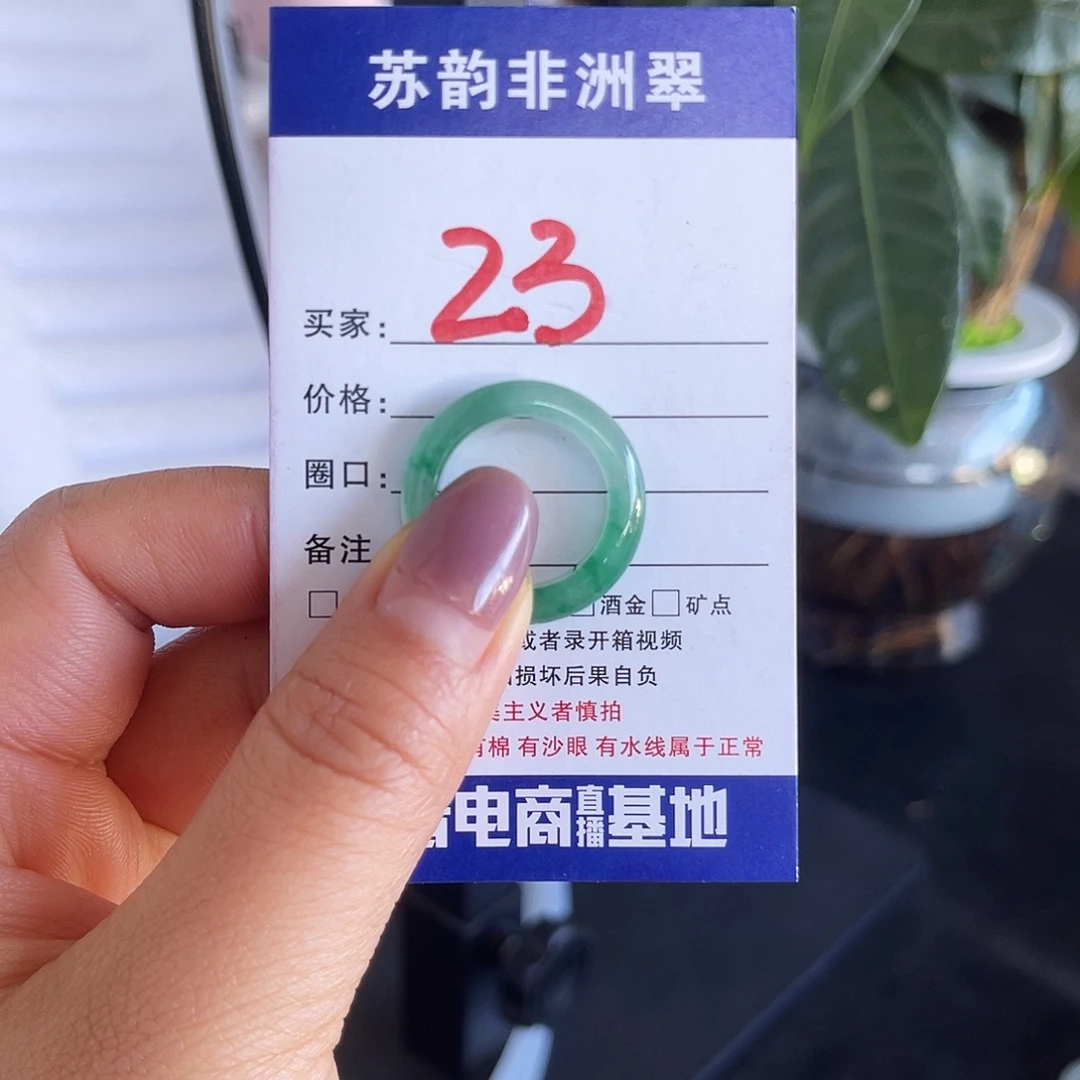 苏韵非洲翠
买家: 23
价格:
圈口:
备注
酒金 矿点
或者录开箱视频
损坏后果自负
主义者慎拍
有棉 有沙眼 有水线属于正常
电商直播基地